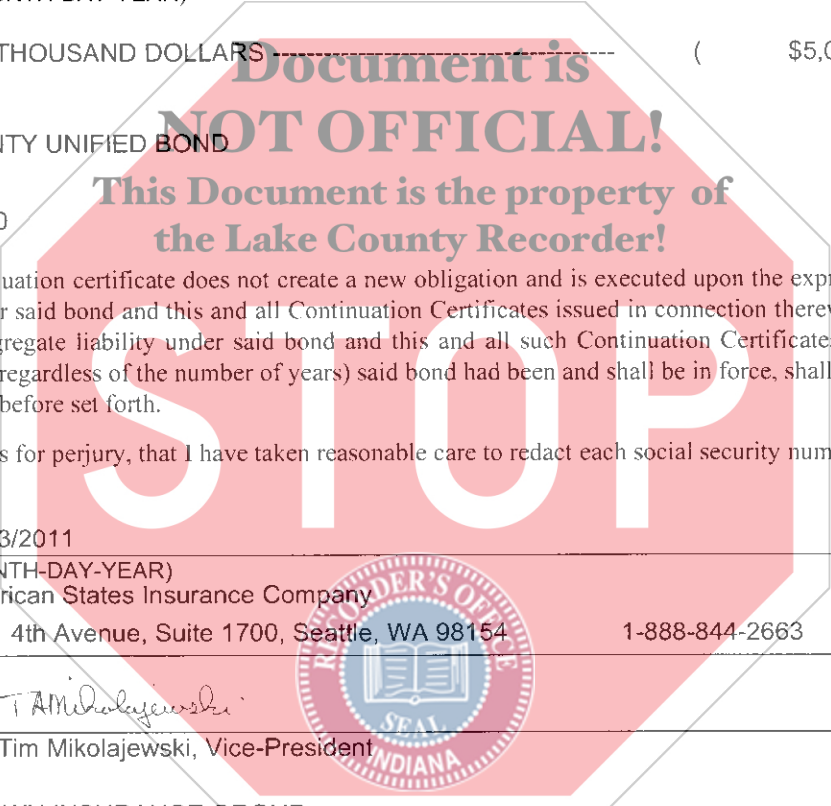 THOUSAND DOLLARS ---------------------------------------- ( $5,0
Document is
NOT OFFICIAL!
NTY UNIFIED BOND
This Document is the property of
the Lake County Recorder!
uation certificate does not create a new obligation and is executed upon the exp
r said bond and this and all Continuation Certificates issued in connection there
gregate liability under said bond and this and all such Continuation Certificate
regardless of the number of years) said bond had been and shall be in force, shall
before set forth.
STOP
s for perjury, that I have taken reasonable care to redact each social security num
3/2011
NTH-DAY-YEAR)
rican States Insurance Company
4th Avenue, Suite 1700, Seattle, WA 98154 1-888-844-2663
RECORDER'S OFFICE
SEAL
INDIANA
TAMikolajewski
Tim Mikolajewski, Vice-President